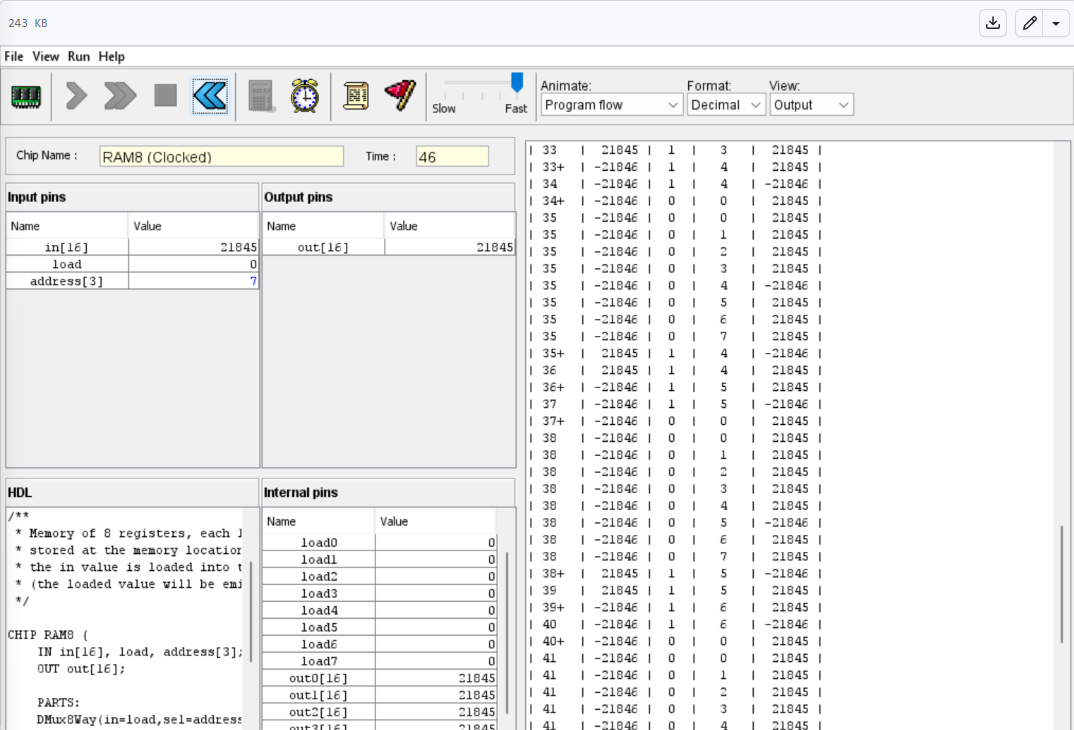 243 KB
File View Run Help
Slow Fast
Animate: Format: View:
Program flow Decimal Output
Chip Name : RAM8 (Clocked) Time : 46
Input pins
Name Value
in[16] 21845
load 0
address[3] 7
Output pins
Name Value
out[16] 21845
HDL
/**
* Memory of 8 registers, each l
* stored at the memory location
* the in value is loaded into t
* (the loaded value will be emi
*/
CHIP RAM8 {
IN in[16], load, address[3];
OUT out[16];
PARTS:
DMux8Way(in=load,sel=address
Internal pins
Name Value
load0 0
load1 0
load2 0
load3 0
load4 0
load5 0
load6 0
load7 0
out0[16] 21845
out1[16] 21845
out2[16] 21845
out3[16] 21845
| 33 | 21845 | 1 | 3 | 21845 |
| 33+ | -21846 | 1 | 4 | 21845 |
| 34 | -21846 | 1 | 4 | -21846 |
| 34+ | -21846 | 0 | 0 | 21845 |
| 35 | -21846 | 0 | 0 | 21845 |
| 35 | -21846 | 0 | 1 | 21845 |
| 35 | -21846 | 0 | 2 | 21845 |
| 35 | -21846 | 0 | 3 | 21845 |
| 35 | -21846 | 0 | 4 | -21846 |
| 35 | -21846 | 0 | 5 | 21845 |
| 35 | -21846 | 0 | 6 | 21845 |
| 35 | -21846 | 0 | 7 | 21845 |
| 35+ | 21845 | 1 | 4 | -21846 |
| 36 | 21845 | 1 | 4 | 21845 |
| 36+ | -21846 | 1 | 5 | 21845 |
| 37 | -21846 | 1 | 5 | -21846 |
| 37+ | -21846 | 0 | 0 | 21845 |
| 38 | -21846 | 0 | 0 | 21845 |
| 38 | -21846 | 0 | 1 | 21845 |
| 38 | -21846 | 0 | 2 | 21845 |
| 38 | -21846 | 0 | 3 | 21845 |
| 38 | -21846 | 0 | 4 | 21845 |
| 38 | -21846 | 0 | 5 | -21846 |
| 38 | -21846 | 0 | 6 | 21845 |
| 38 | -21846 | 0 | 7 | 21845 |
| 38+ | 21845 | 1 | 5 | -21846 |
| 39 | 21845 | 1 | 5 | 21845 |
| 39+ | -21846 | 1 | 6 | 21845 |
| 40 | -21846 | 1 | 6 | -21846 |
| 40+ | -21846 | 0 | 0 | 21845 |
| 41 | -21846 | 0 | 0 | 21845 |
| 41 | -21846 | 0 | 1 | 21845 |
| 41 | -21846 | 0 | 2 | 21845 |
| 41 | -21846 | 0 | 3 | 21845 |
| 41 | -21846 | 0 | 4 | 21845 |